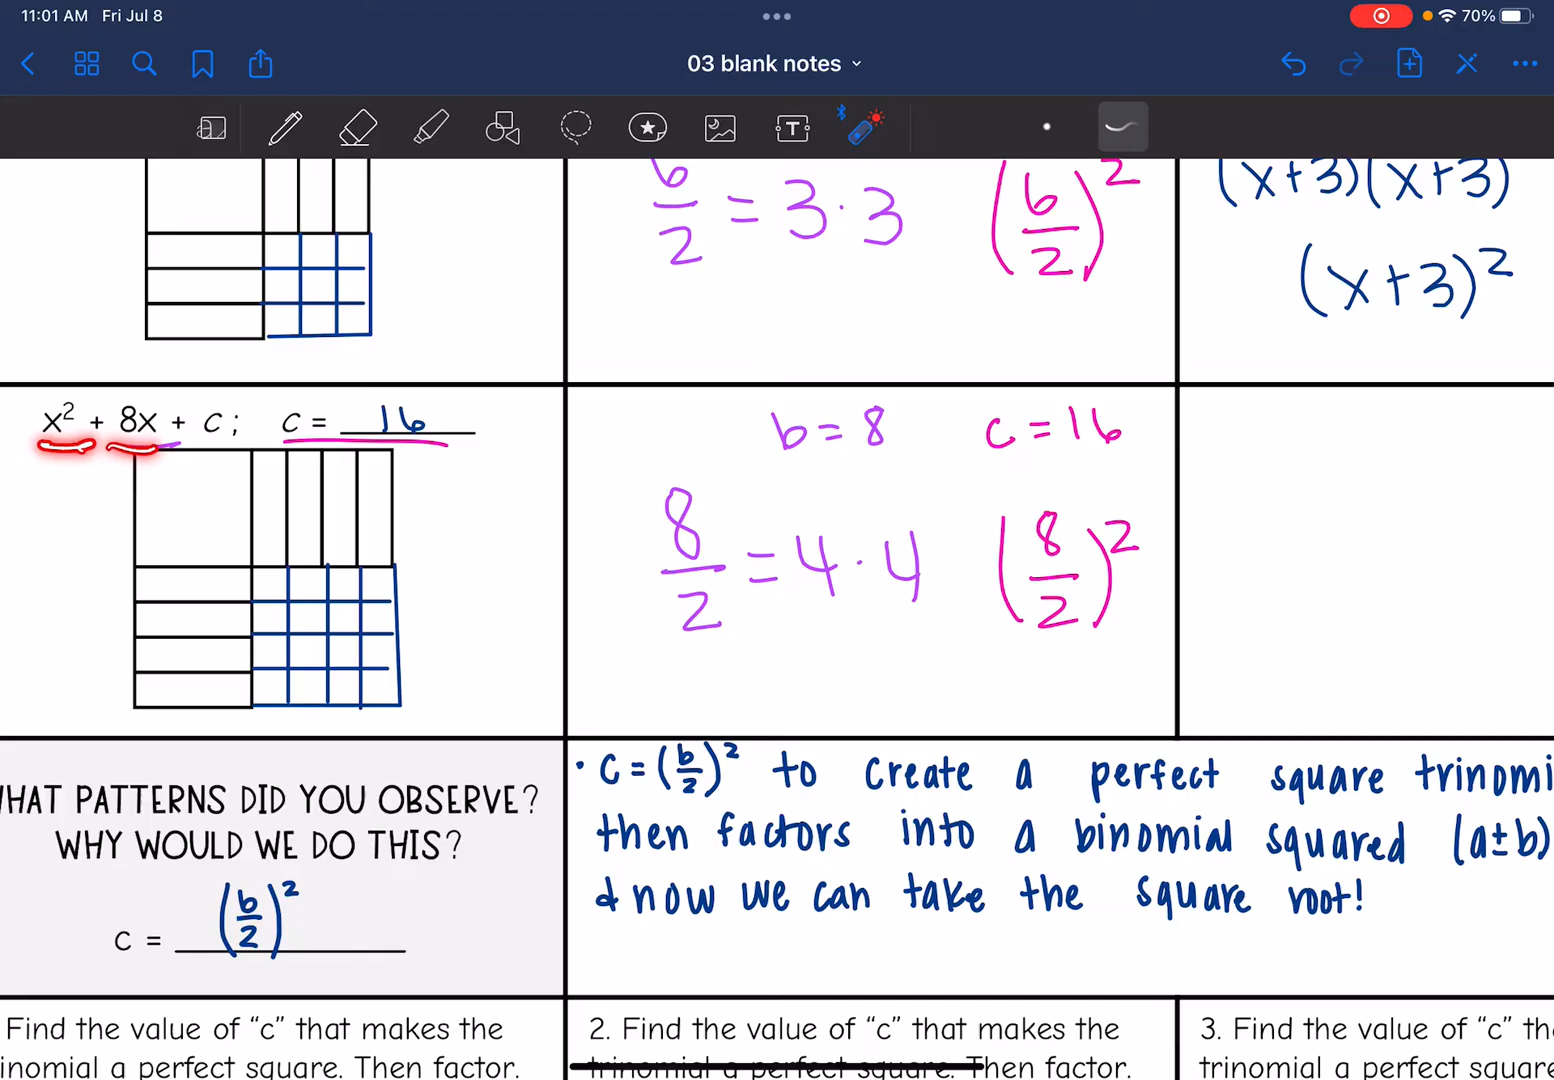 11:01 AM Fri Jul 8
70%
03 blank notes
T
6/2 = 3 · 3
(6/2)²
(x+3)(x+3)
(x+3)²
x² + 8x + c ; c = 16
b = 8 c = 16
8/2 = 4 · 4 (8/2)²
HAT PATTERNS DID YOU OBSERVE?
WHY WOULD WE DO THIS?
c = (b/2)²
· c = (b/2)² to create a perfect square trinomi
then factors into a binomial squared (a±b)
& now we can take the square root!
Find the value of “c” that makes the
inomial a perfect square. Then factor.
2. Find the value of “c” that makes the
trinomial a perfect square. Then factor.
3. Find the value of “c” th
trinomial a perfect square